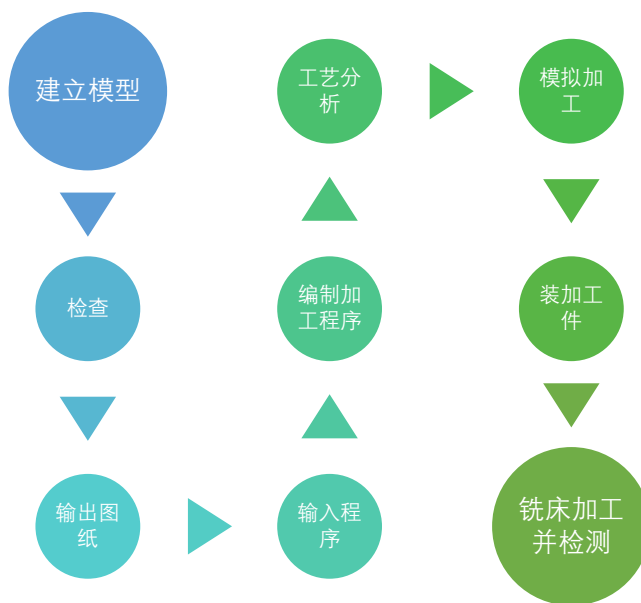 建立模型
检查
输出图
纸
输入程
序
编制加
工程序
工艺分
析
模拟加
工
装加工
件
铣床加工
并检测